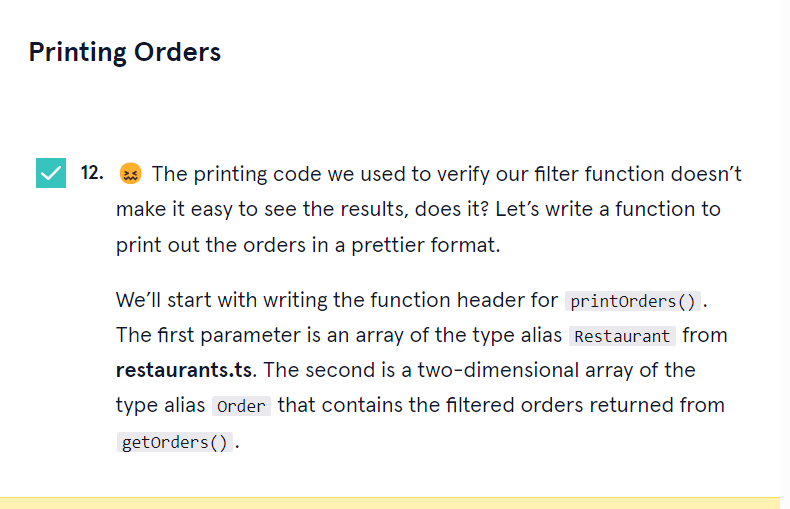 Printing Orders
12. 😖 The printing code we used to verify our filter function doesn’t
make it easy to see the results, does it? Let’s write a function to
print out the orders in a prettier format.
We’ll start with writing the function header for printOrders().
The first parameter is an array of the type alias Restaurant from
restaurants.ts. The second is a two-dimensional array of the
type alias Order that contains the filtered orders returned from
getOrders().